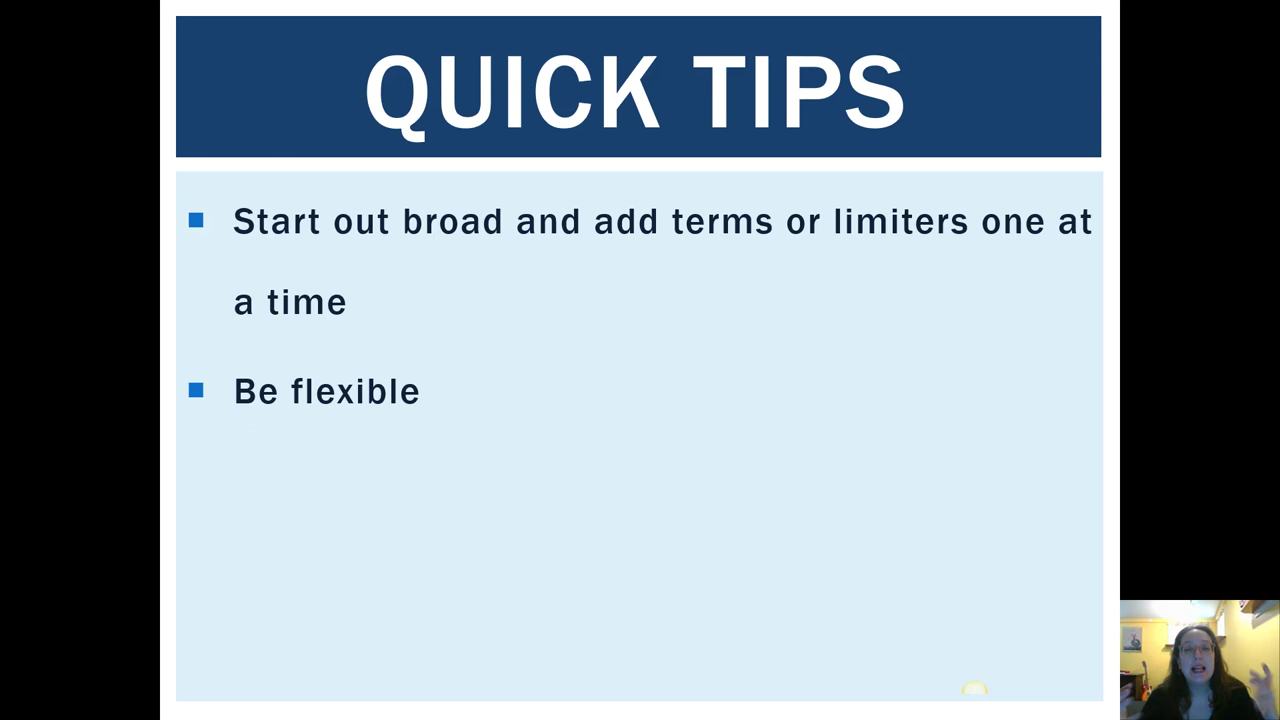 QUICK TIPS
Start out broad and add terms or limiters one at
a time
Be flexible